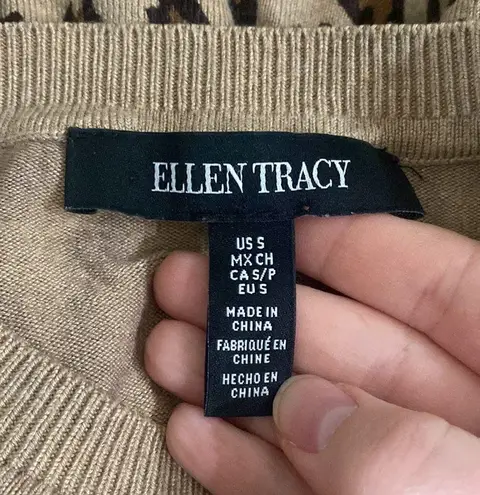 ELLEN TRACY
US S
MX CH
CA S/P
EU S
MADE IN
CHINA
FABRIQUÉ EN
CHINE
HECHO EN
CHINA